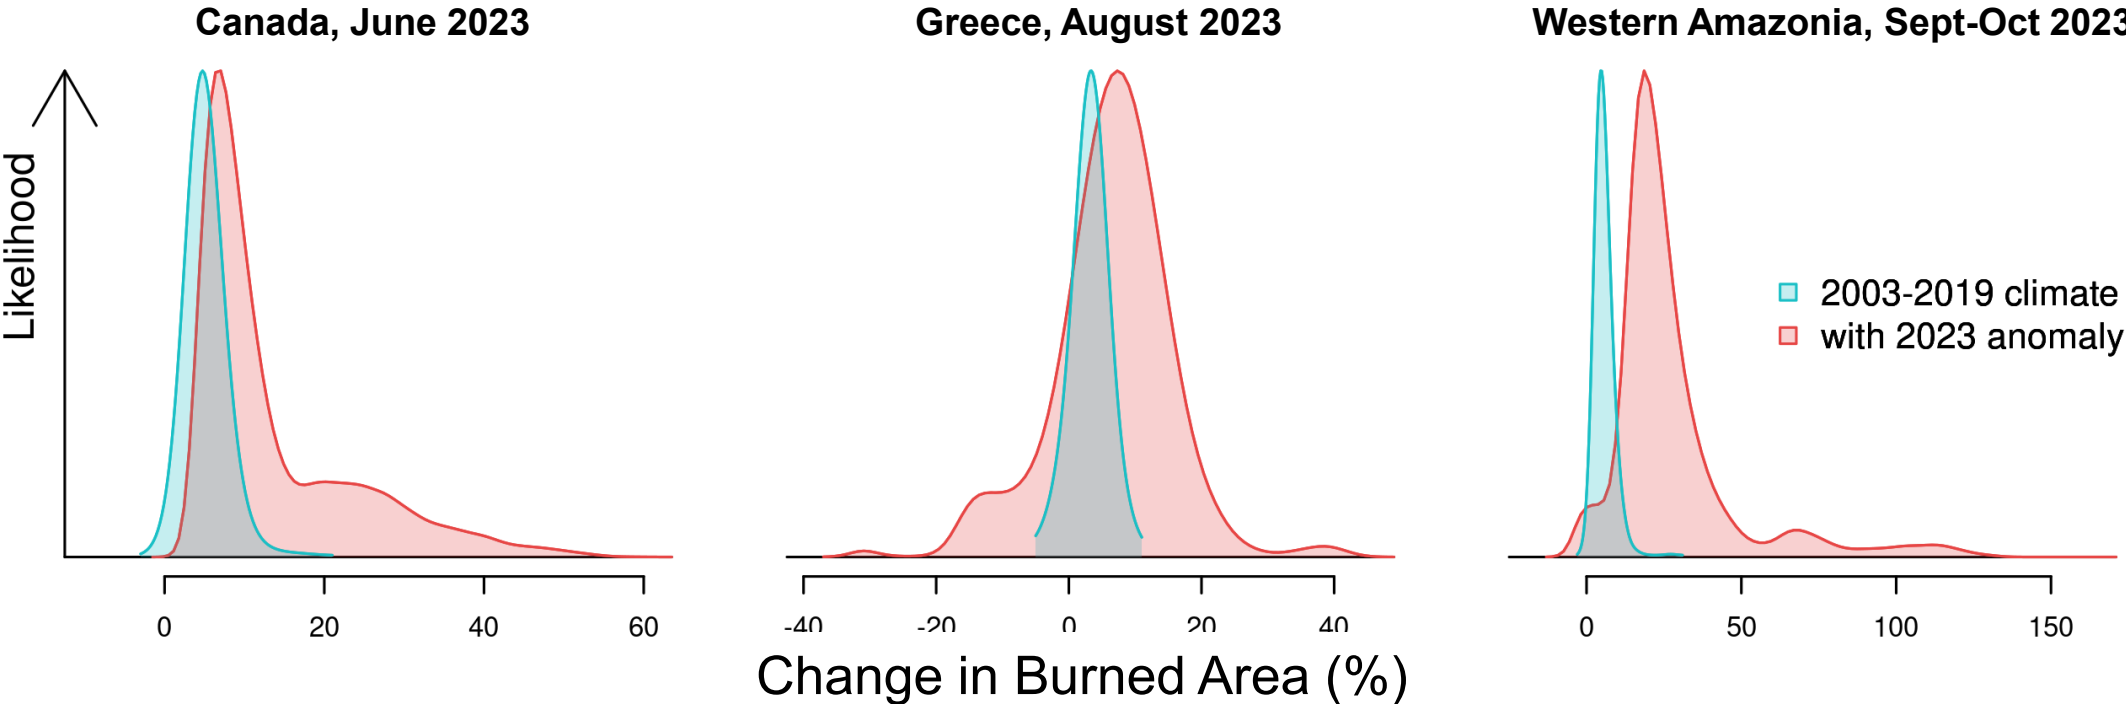 Canada, June 2023
Greece, August 2023
Western Amazonia, Sept-Oct 2023
Likelihood
2003-2019 climate
with 2023 anomaly
0 20 40 60
-40 -20 0 20 40
0 50 100 150
Change in Burned Area (%)